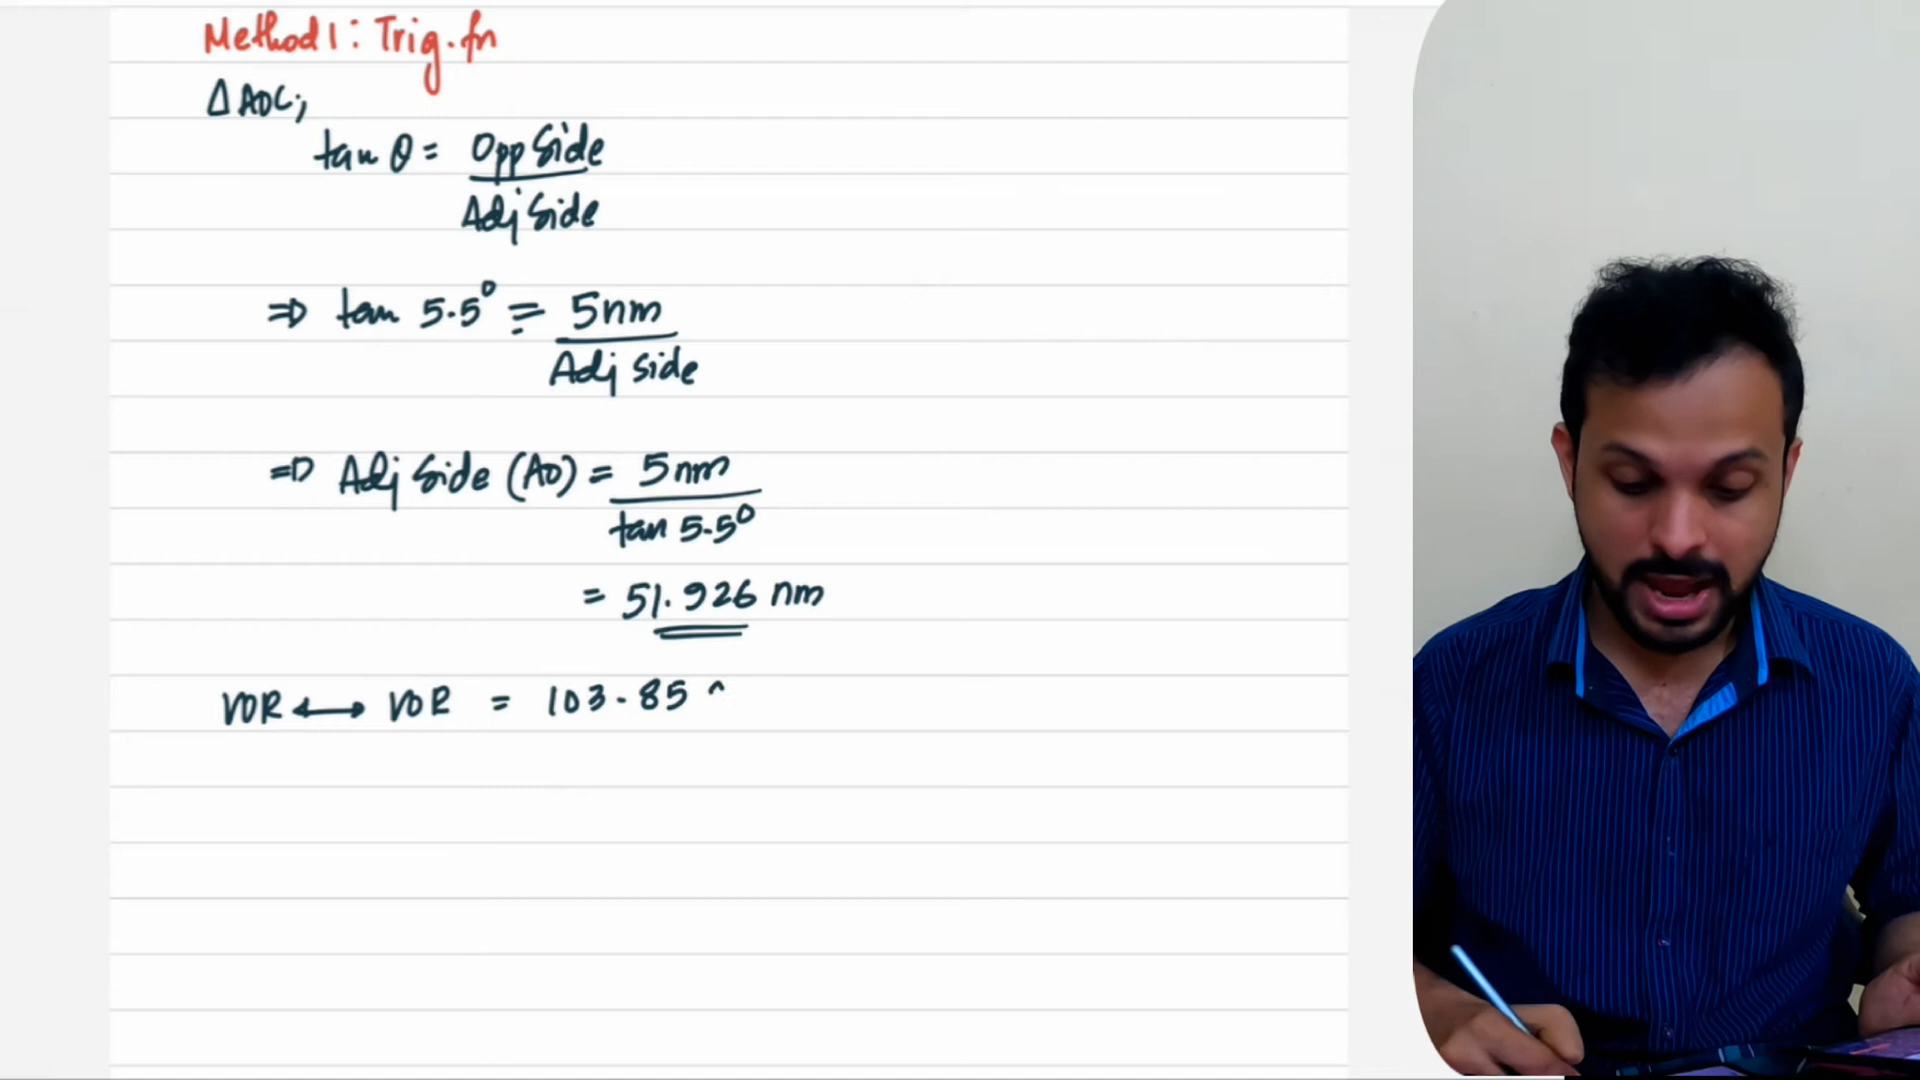 Method 1: Trig. fn
Δ AOC;
tan θ = Opp Side
Adj Side
⇒ tan 5.5° = 5nm
Adj side
⇒ Adj Side (AO) = 5nm
tan 5.5°
= 51.926 nm
VOR ↔ VOR = 103.85